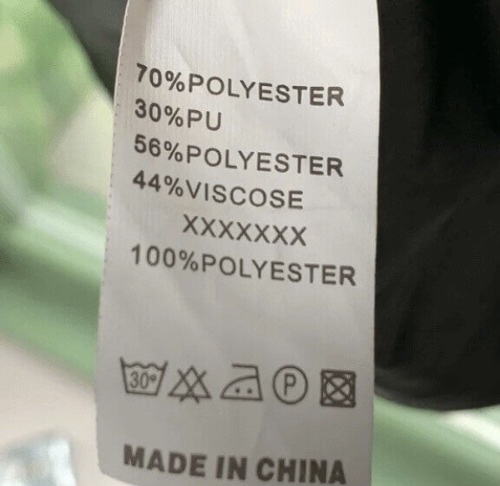 70%POLYESTER
30%PU
56%POLYESTER
44%VISCOSE
XXXXXXX
100%POLYESTER
30°
P
MADE IN CHINA